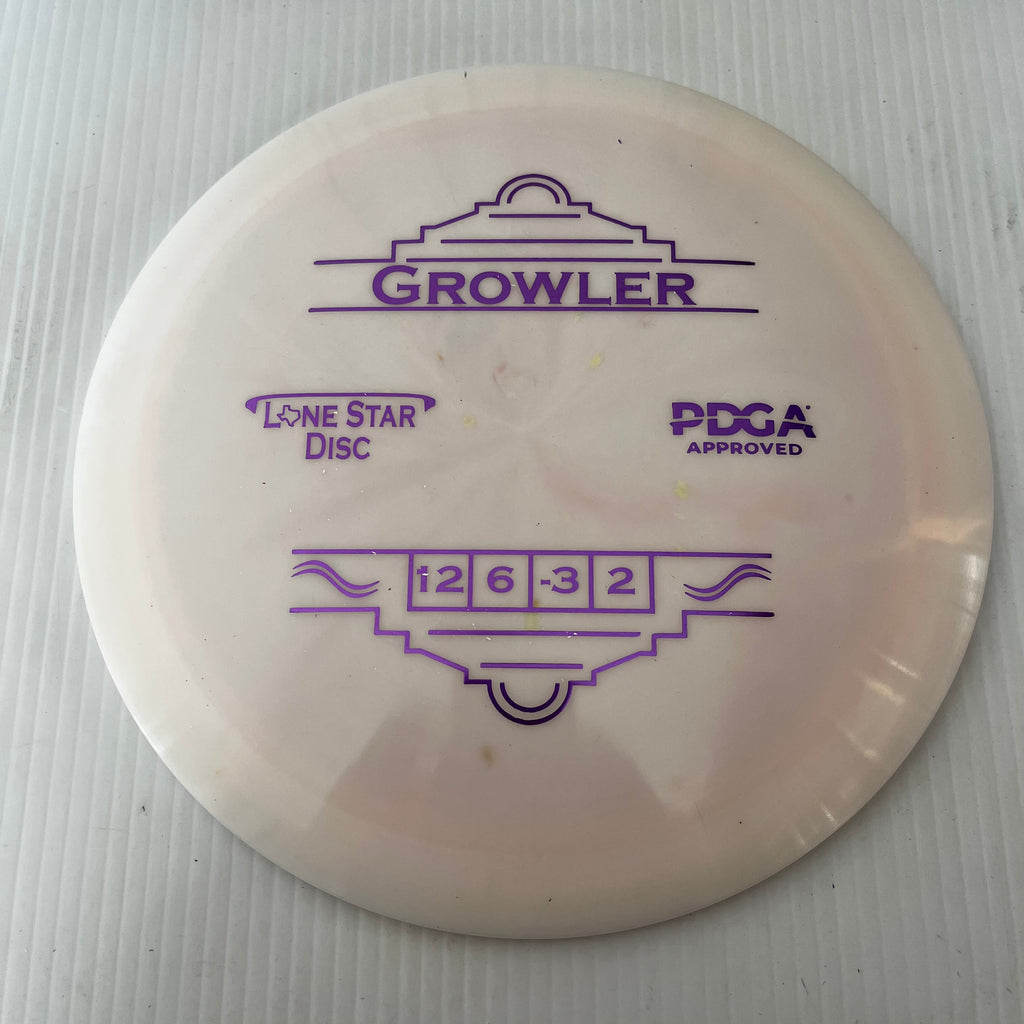 GROWLER
LONE STAR
DISC
PDGA
APPROVED
12 6 -3 2